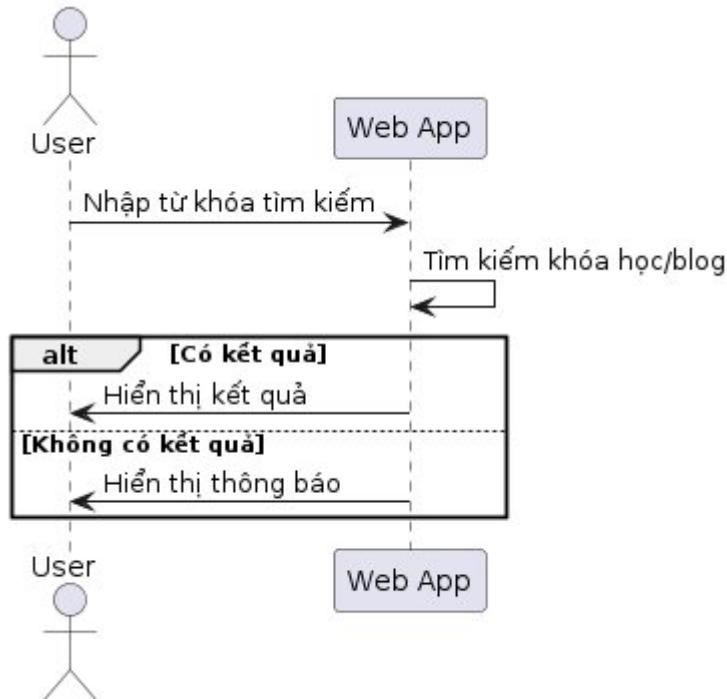 User
Web App
Nhập từ khóa tìm kiếm
Tìm kiếm khóa học/blog
alt [Có kết quả]
Hiển thị kết quả
[Không có kết quả]
Hiển thị thông báo
User
Web App